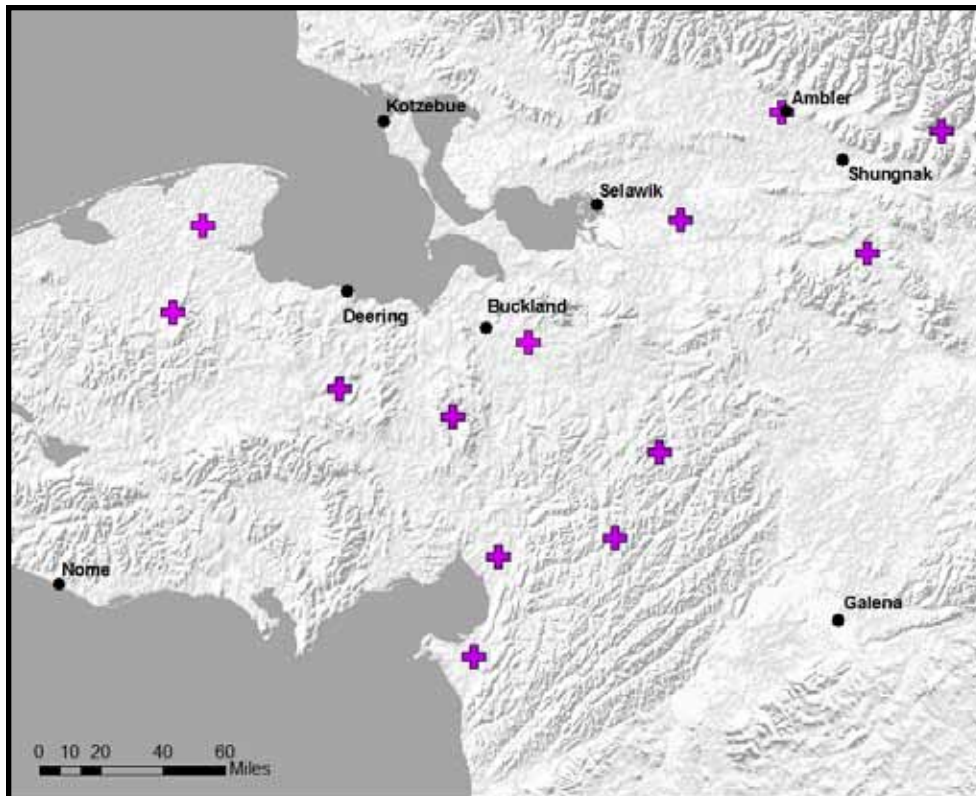 Ambler
Kotzebue
Shungnak
Selawik
Buckland
Deering
Nome
Galena
0 10 20 40 60
Miles